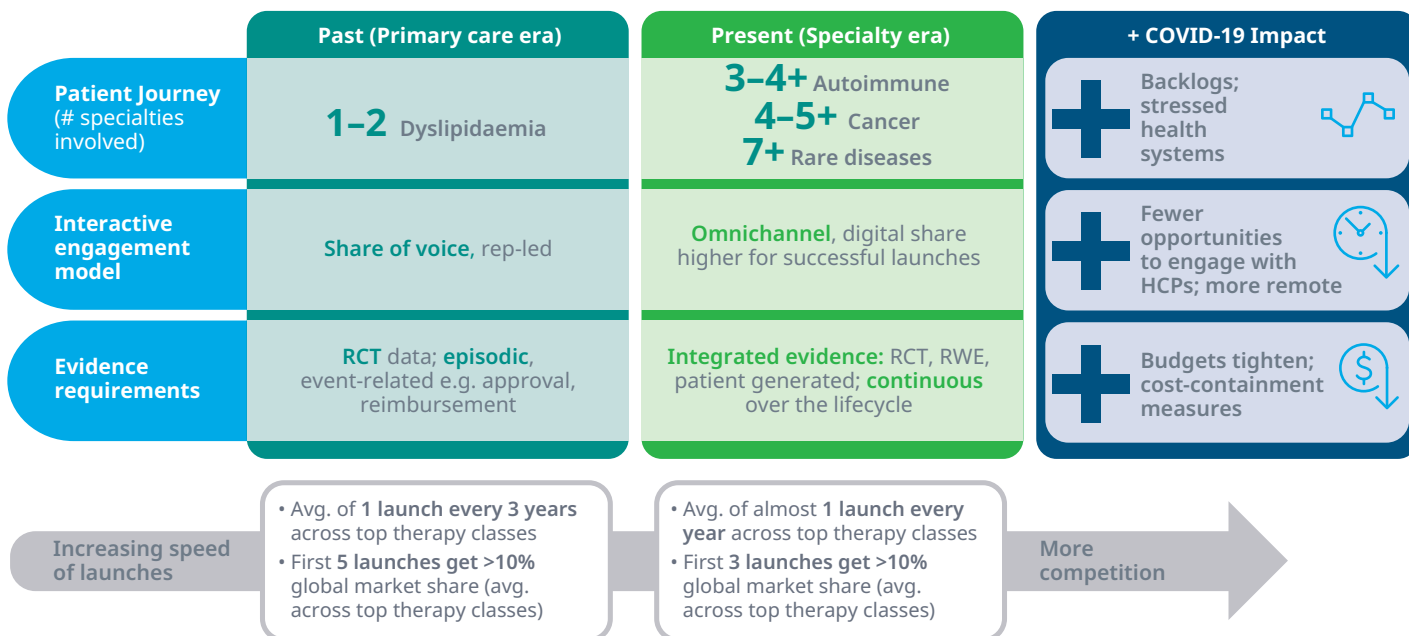 Past (Primary care era)
Present (Specialty era)
+ COVID-19 Impact
Patient Journey
(# specialties
involved)
1–2 Dyslipidaemia
3–4+ Autoimmune
4–5+ Cancer
7+ Rare diseases
Backlogs;
stressed
health
systems
Interactive
engagement
model
Share of voice, rep-led
Omnichannel, digital share
higher for successful launches
Fewer
opportunities
to engage with
HCPs; more remote
Evidence
requirements
RCT data; episodic,
event-related e.g. approval,
reimbursement
Integrated evidence: RCT, RWE,
patient generated; continuous
over the lifecycle
Budgets tighten;
cost-containment
measures
$
Increasing speed
of launches
• Avg. of 1 launch every 3 years
across top therapy classes
• First 5 launches get >10%
global market share (avg.
across top therapy classes)
• Avg. of almost 1 launch every
year across top therapy classes
• First 3 launches get >10%
global market share (avg.
across top therapy classes)
More
competition